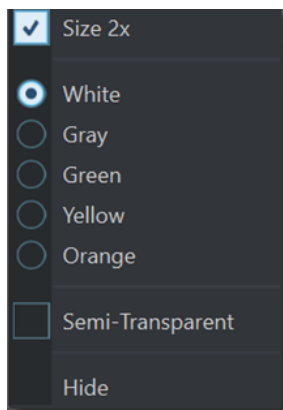 Size 2x
White
Gray
Green
Yellow
Orange
Semi-Transparent
Hide